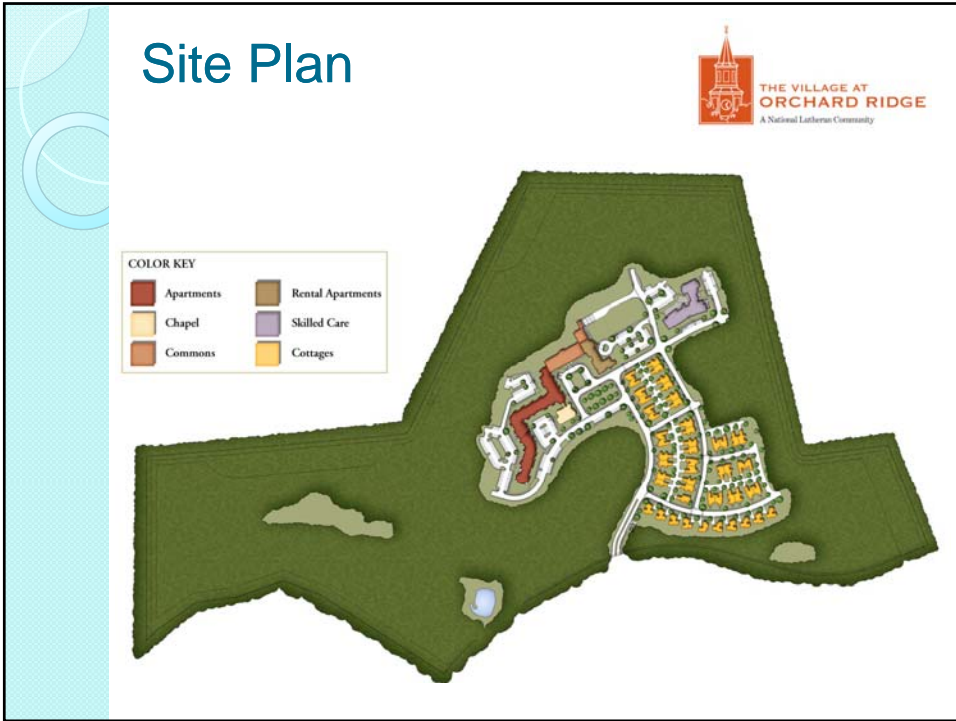 Site Plan
THE VILLAGE AT
ORCHARD RIDGE
A National Lutheran Community
COLOR KEY
Apartments
Rental Apartments
Chapel
Skilled Care
Commons
Cottages